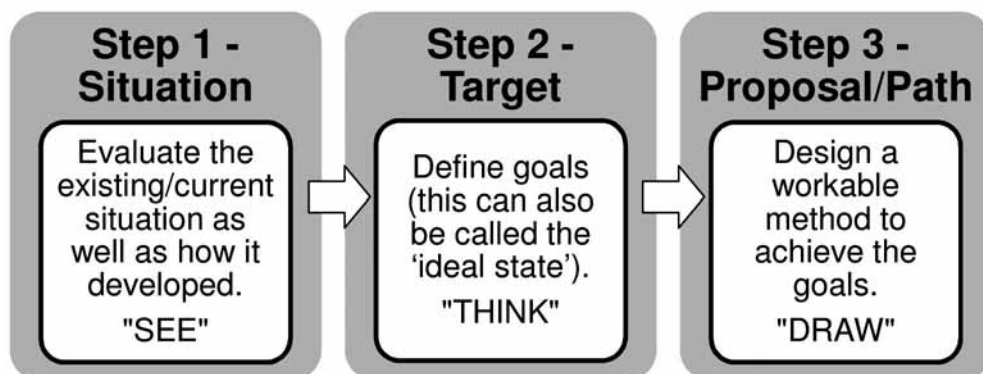 Step 1 -
Situation
Evaluate the
existing/current
situation as
well as how it
developed.
"SEE"
Step 2 -
Target
Define goals
(this can also
be called the
‘ideal state’).
"THINK"
Step 3 -
Proposal/Path
Design a
workable
method to
achieve the
goals.
"DRAW"